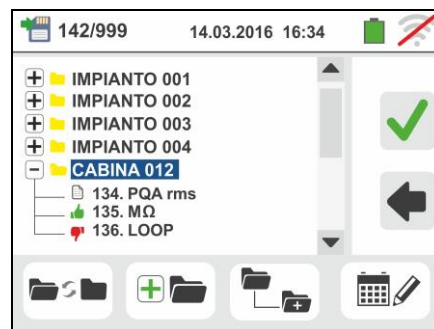 142/999 14.03.2016 16:34
IMPIANTO 001
IMPIANTO 002
IMPIANTO 003
IMPIANTO 004
CABINA 012
134. PQA rms
135. MΩ
136. LOOP